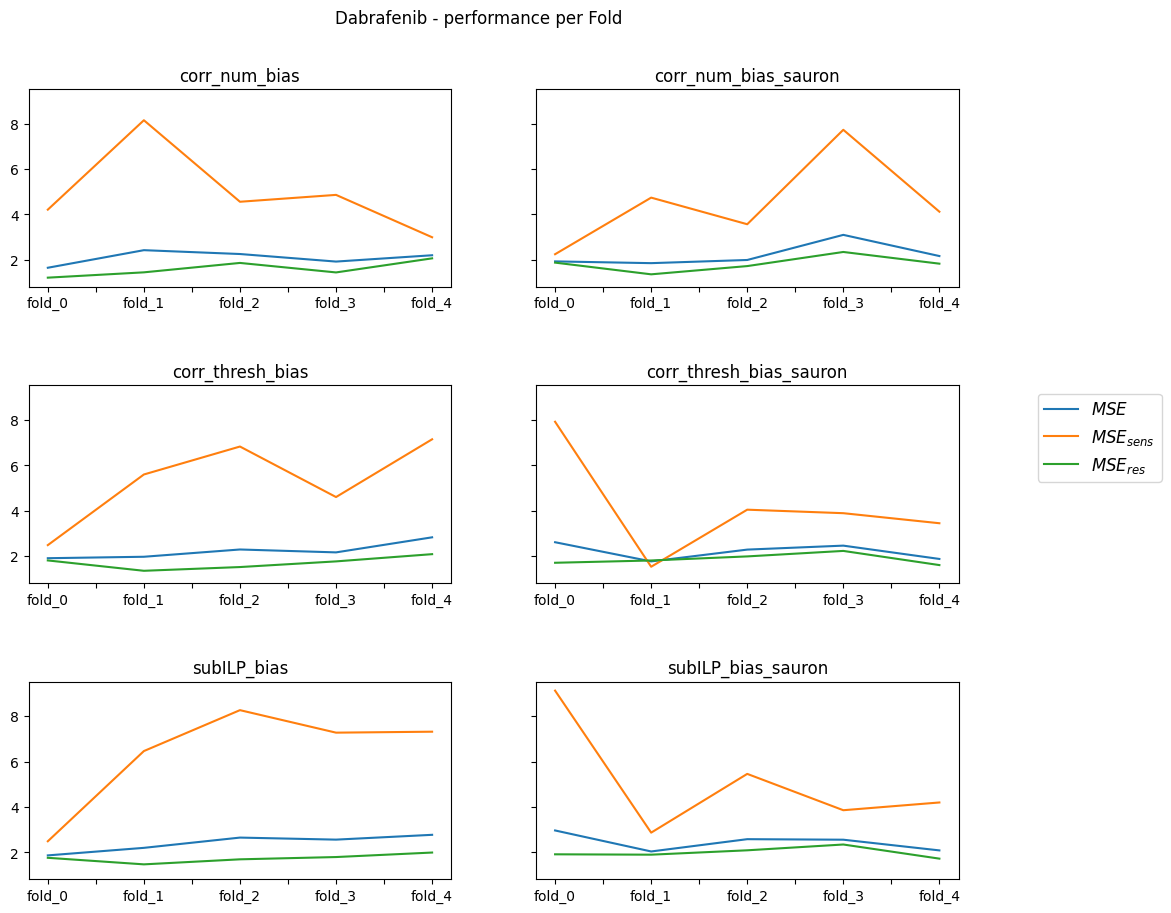 Dabrafenib - performance per Fold
corr_num_bias
corr_num_bias_sauron
8
6
4
2
fold_0 fold_1 fold_2 fold_3 fold_4
fold_0 fold_1 fold_2 fold_3 fold_4
corr_thresh_bias
corr_thresh_bias_sauron
8
6
4
2
fold_0 fold_1 fold_2 fold_3 fold_4
fold_0 fold_1 fold_2 fold_3 fold_4
MSE
MSE_sens
MSE_res
subILP_bias
subILP_bias_sauron
8
6
4
2
fold_0 fold_1 fold_2 fold_3 fold_4
fold_0 fold_1 fold_2 fold_3 fold_4